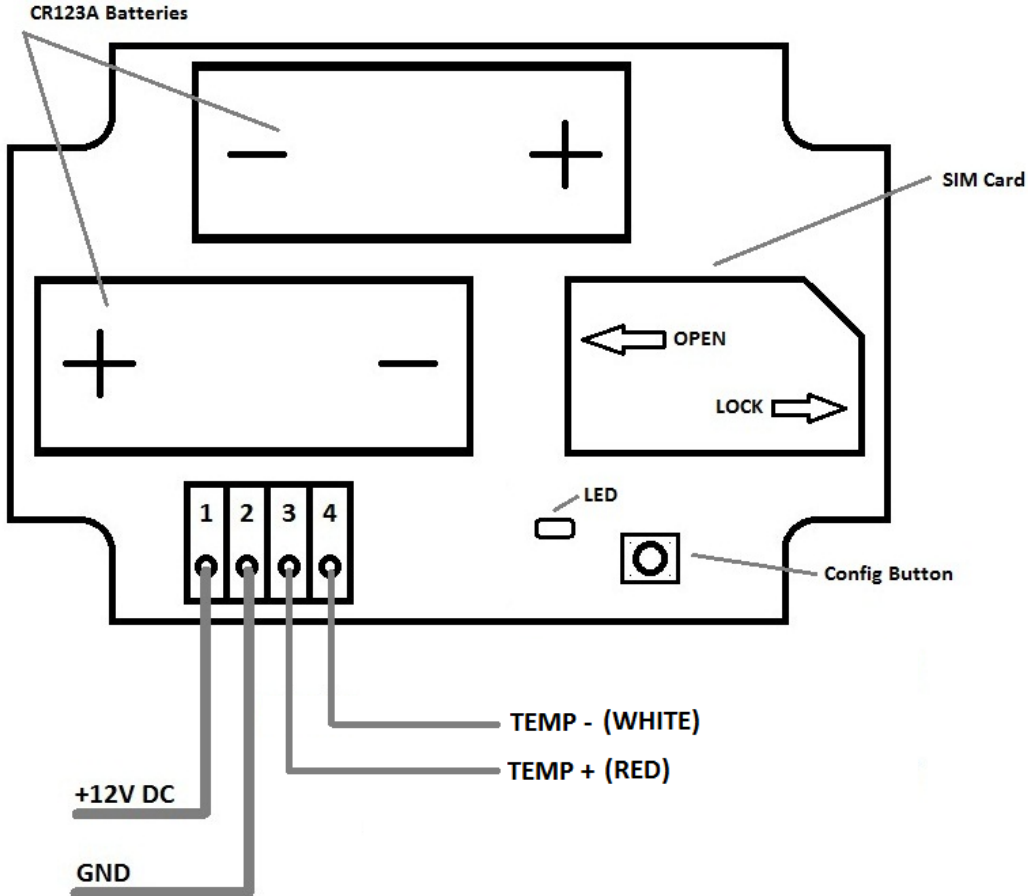 CR123A Batteries
SIM Card
OPEN
LOCK
LED
1 2 3 4
Config Button
TEMP - (WHITE)
TEMP + (RED)
+12V DC
GND